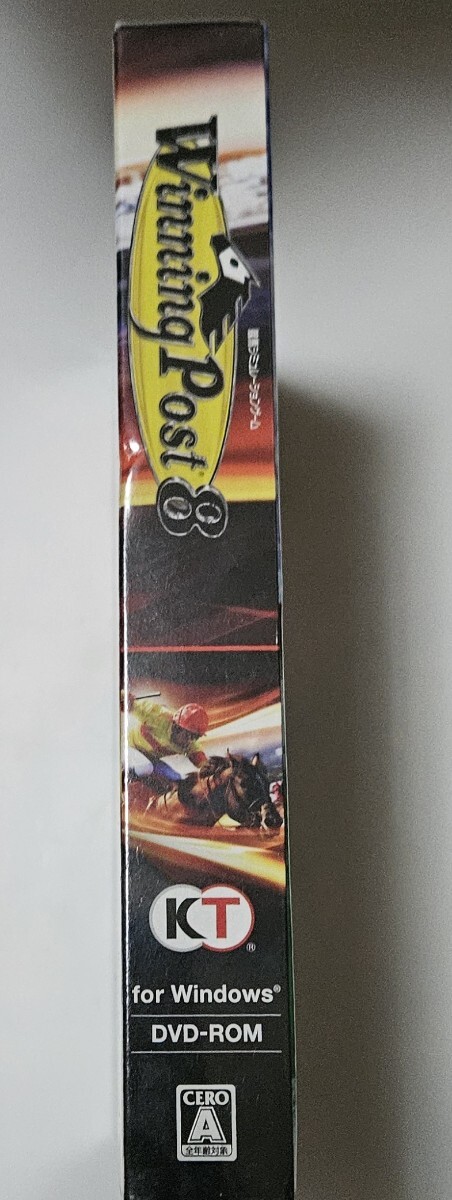 Winning Post 8
競馬シミュレーションゲーム
KT®
for Windows®
DVD-ROM
CERO
A
全年齢対象